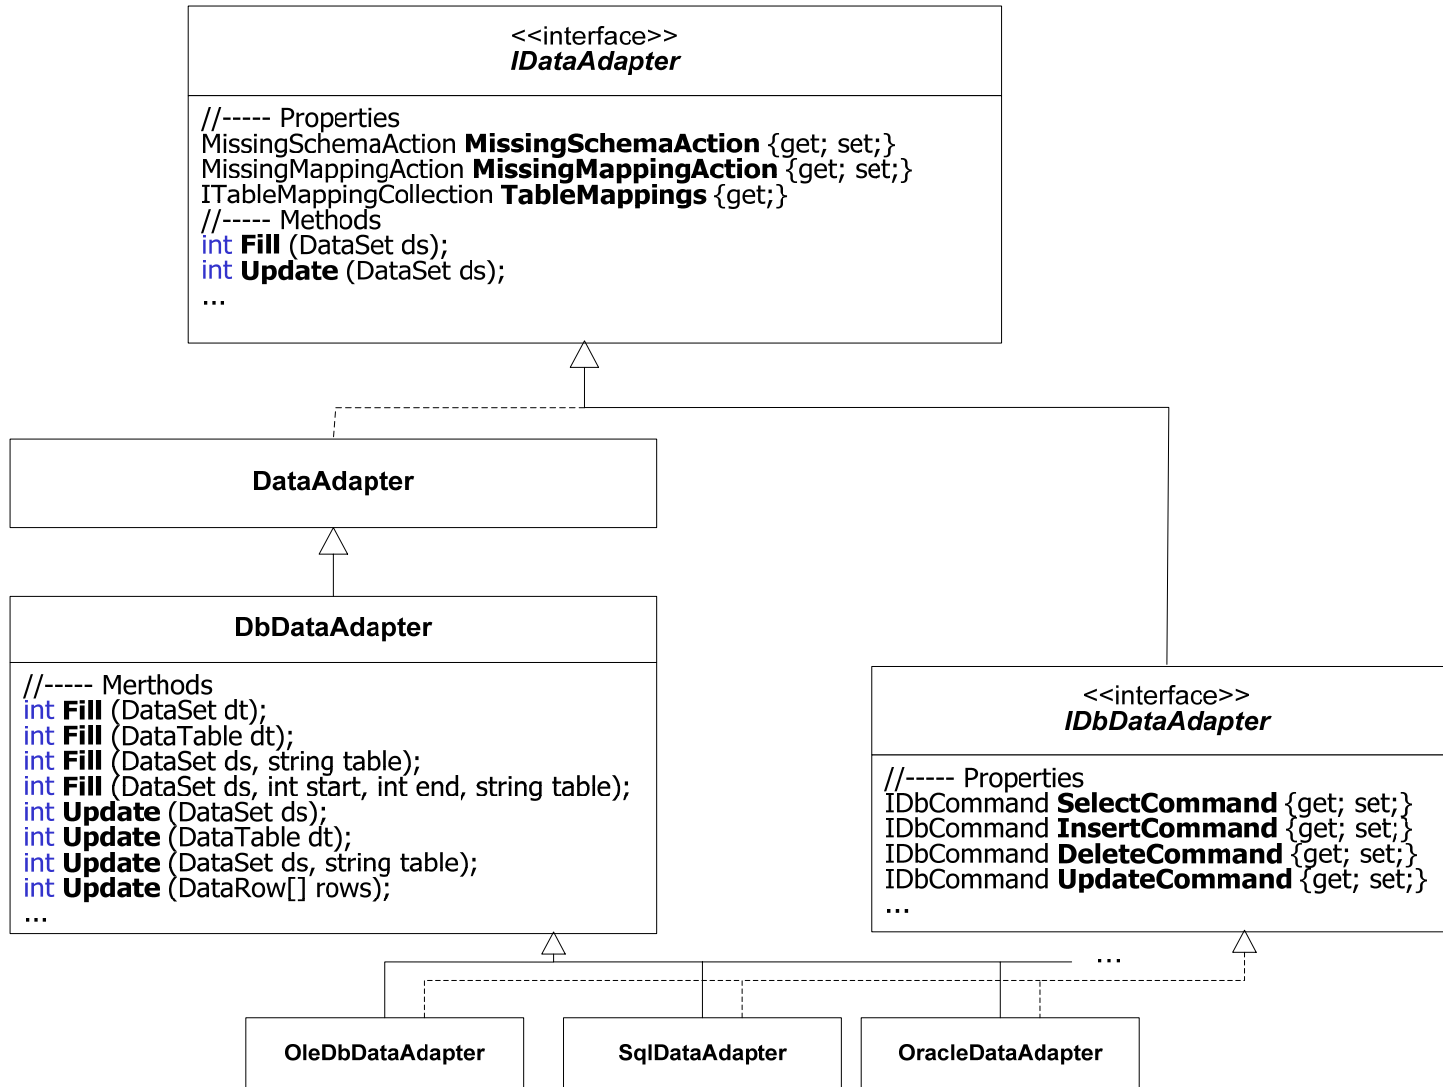 <<interface>>
IDataAdapter
//----- Properties
MissingSchemaAction MissingSchemaAction {get; set;}
MissingMappingAction MissingMappingAction {get; set;}
ITableMappingCollection TableMappings {get;}
//----- Methods
int Fill (DataSet ds);
int Update (DataSet ds);
...
DataAdapter
DbDataAdapter
//----- Merthods
int Fill (DataSet dt);
int Fill (DataTable dt);
int Fill (DataSet ds, string table);
int Fill (DataSet ds, int start, int end, string table);
int Update (DataSet ds);
int Update (DataTable dt);
int Update (DataSet ds, string table);
int Update (DataRow[] rows);
...
<<interface>>
IDbDataAdapter
//----- Properties
IDbCommand SelectCommand {get; set;}
IDbCommand InsertCommand {get; set;}
IDbCommand DeleteCommand {get; set;}
IDbCommand UpdateCommand {get; set;}
...
...
OleDbDataAdapter
SqlDataAdapter
OracleDataAdapter